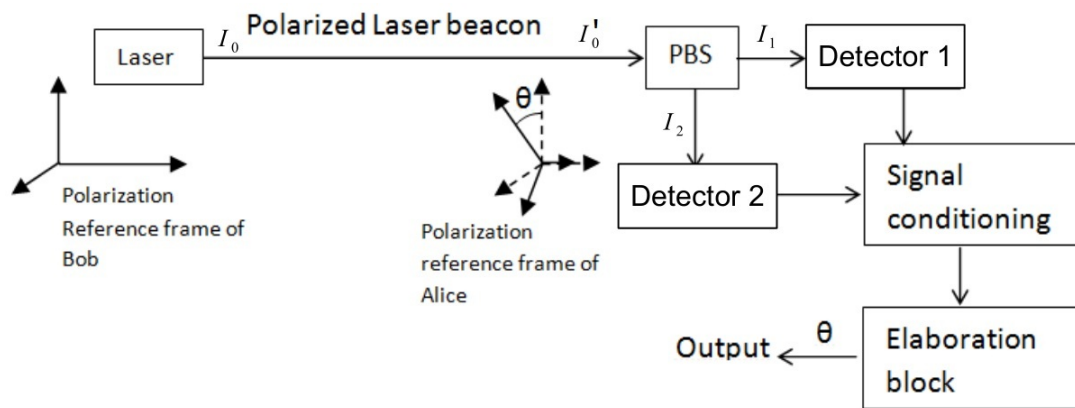 Polarized Laser beacon
Laser
I₀
I₀'
PBS
I₁
Detector 1
θ
I₂
Detector 2
Signal
conditioning
Polarization
Reference frame of
Bob
Polarization
reference frame of
Alice
Output
θ
Elaboration
block